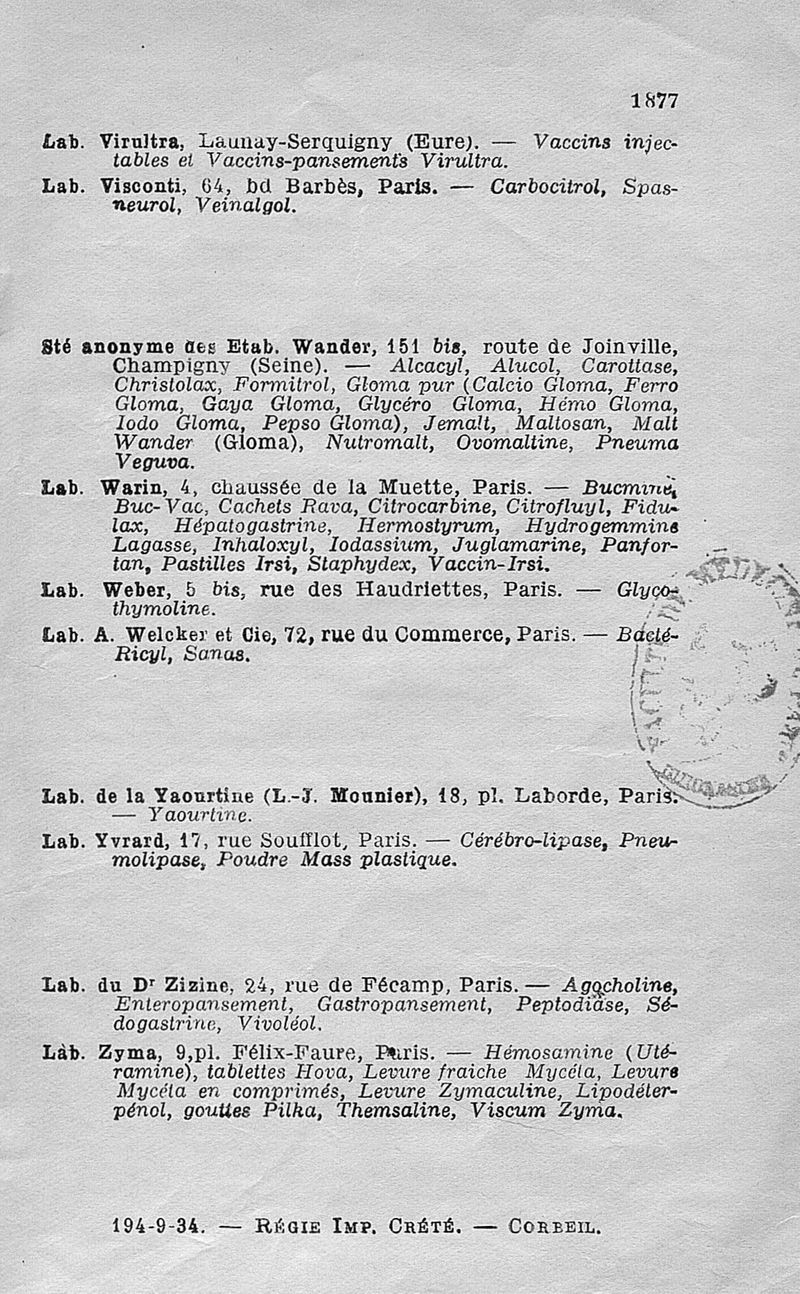 1877
Lab. Virultra, Launay-Serquigny (Eure). — Vaccins injec-
tables et Vaccins-pansements Virultra.
Lab. Visconti, 64, bd Barbès, Paris. — Carbocitrol, Spas-
neurol, Veinalgol.
Sté anonyme des Etab. Wander, 151 bis, route de Joinville,
Champigny (Seine). — Alcacyl, Alucol, Carottase,
Christolax, Formitrol, Gloma pur (Calcio Gloma, Ferro
Gloma, Gaya Gloma, Glycéro Gloma, Hémo Gloma,
Iodo Gloma, Pepso Gloma), Jemalt, Maltosan, Malt
Wander (Gloma), Nutromalt, Ovomaltine, Pneuma
Veguva.
Lab. Warin, 4, chaussée de la Muette, Paris. — Bucmine,
Buc-Vac, Cachets Rava, Citrocarbine, Citrofluyl, Fidu-
lax, Hépatogastrine, Hermostyrum, Hydrogemmine
Lagasse, Inhaloxyl, Iodassium, Juglamarine, Panfor-
tan, Pastilles Irsi, Staphydex, Vaccin-Irsi.
Lab. Weber, 5 bis, rue des Haudriettes, Paris. — Glyco-
thymoline.
Lab. A. Welcker et Cie, 72, rue du Commerce, Paris. — Bacté-
Ricyl, Sanas.
Lab. de la Yaourtine (L.-J. Mounier), 18, pl. Laborde, Paris.
— Yaourtine.
Lab. Yvrard, 17, rue Soufflot, Paris. — Cérébro-lipase, Pneu-
molipase, Poudre Mass plastique.
Lab. du Dr Zizine, 24, rue de Fécamp, Paris. — Agocholine,
Enteropansement, Gastropansement, Peptodiase, Sé-
dogastrine, Vivoléol.
Lab. Zyma, 9,pl. Félix-Faure, Paris. — Hémosamine (Uté-
ramine), tablettes Hova, Levure fraiche Mycéta, Levure
Mycéta en comprimés, Levure Zymaculine, Lipodéter-
pénol, gouttes Pilka, Themsaline, Viscum Zyma.
194-9-34. — RÉGIE IMP. CRÉTÉ. — CORBEIL.